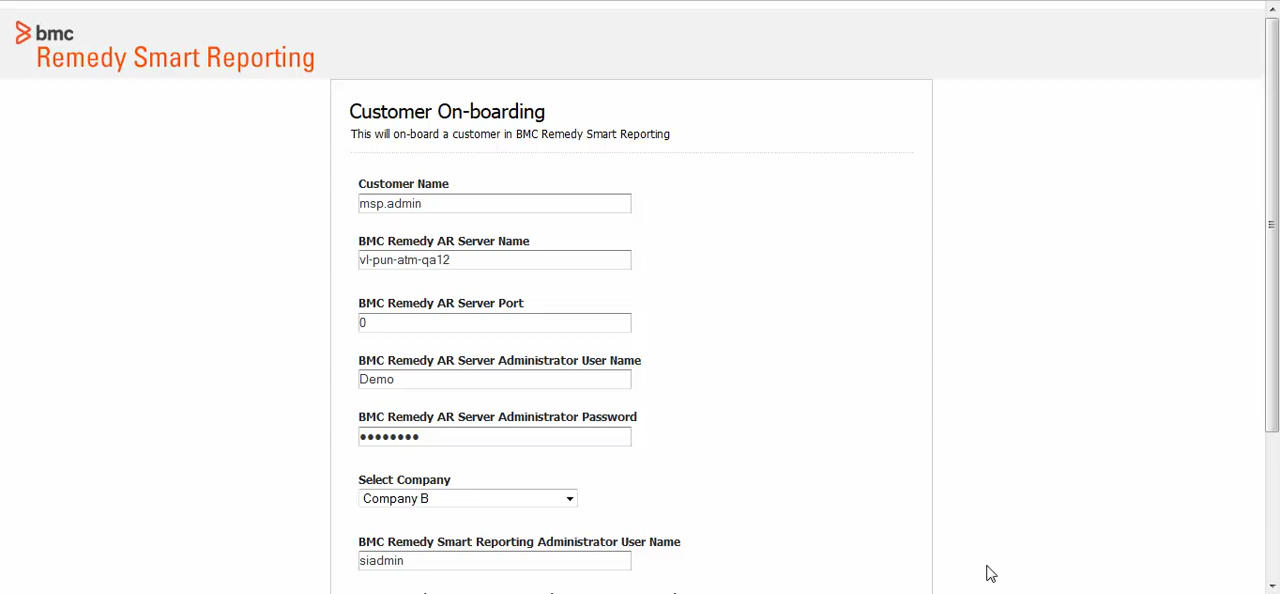 bmc
Remedy Smart Reporting
Customer On-boarding
This will on-board a customer in BMC Remedy Smart Reporting
Customer Name
msp.admin
BMC Remedy AR Server Name
vl-pun-atm-qa12
BMC Remedy AR Server Port
0
BMC Remedy AR Server Administrator User Name
Demo
BMC Remedy AR Server Administrator Password
••••••••
Select Company
Company B
BMC Remedy Smart Reporting Administrator User Name
siadmin